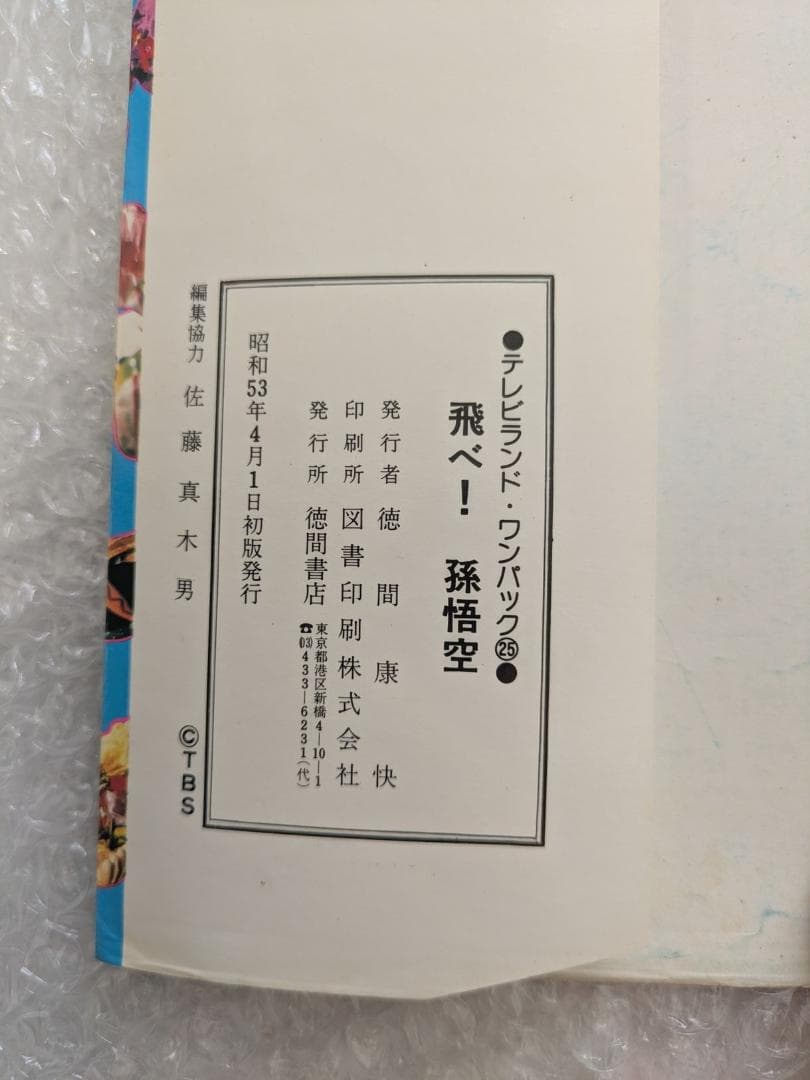 ●テレビランド・ワンパック㉕●
飛べ！ 孫悟空
発行者 徳間康快
印刷所 図書印刷株式会社
発行所 徳間書店
東京都港区新橋4―10―1
☎(03)433―6231(代)
昭和53年4月1日初版発行
編集協力 佐藤真木男
©TBS